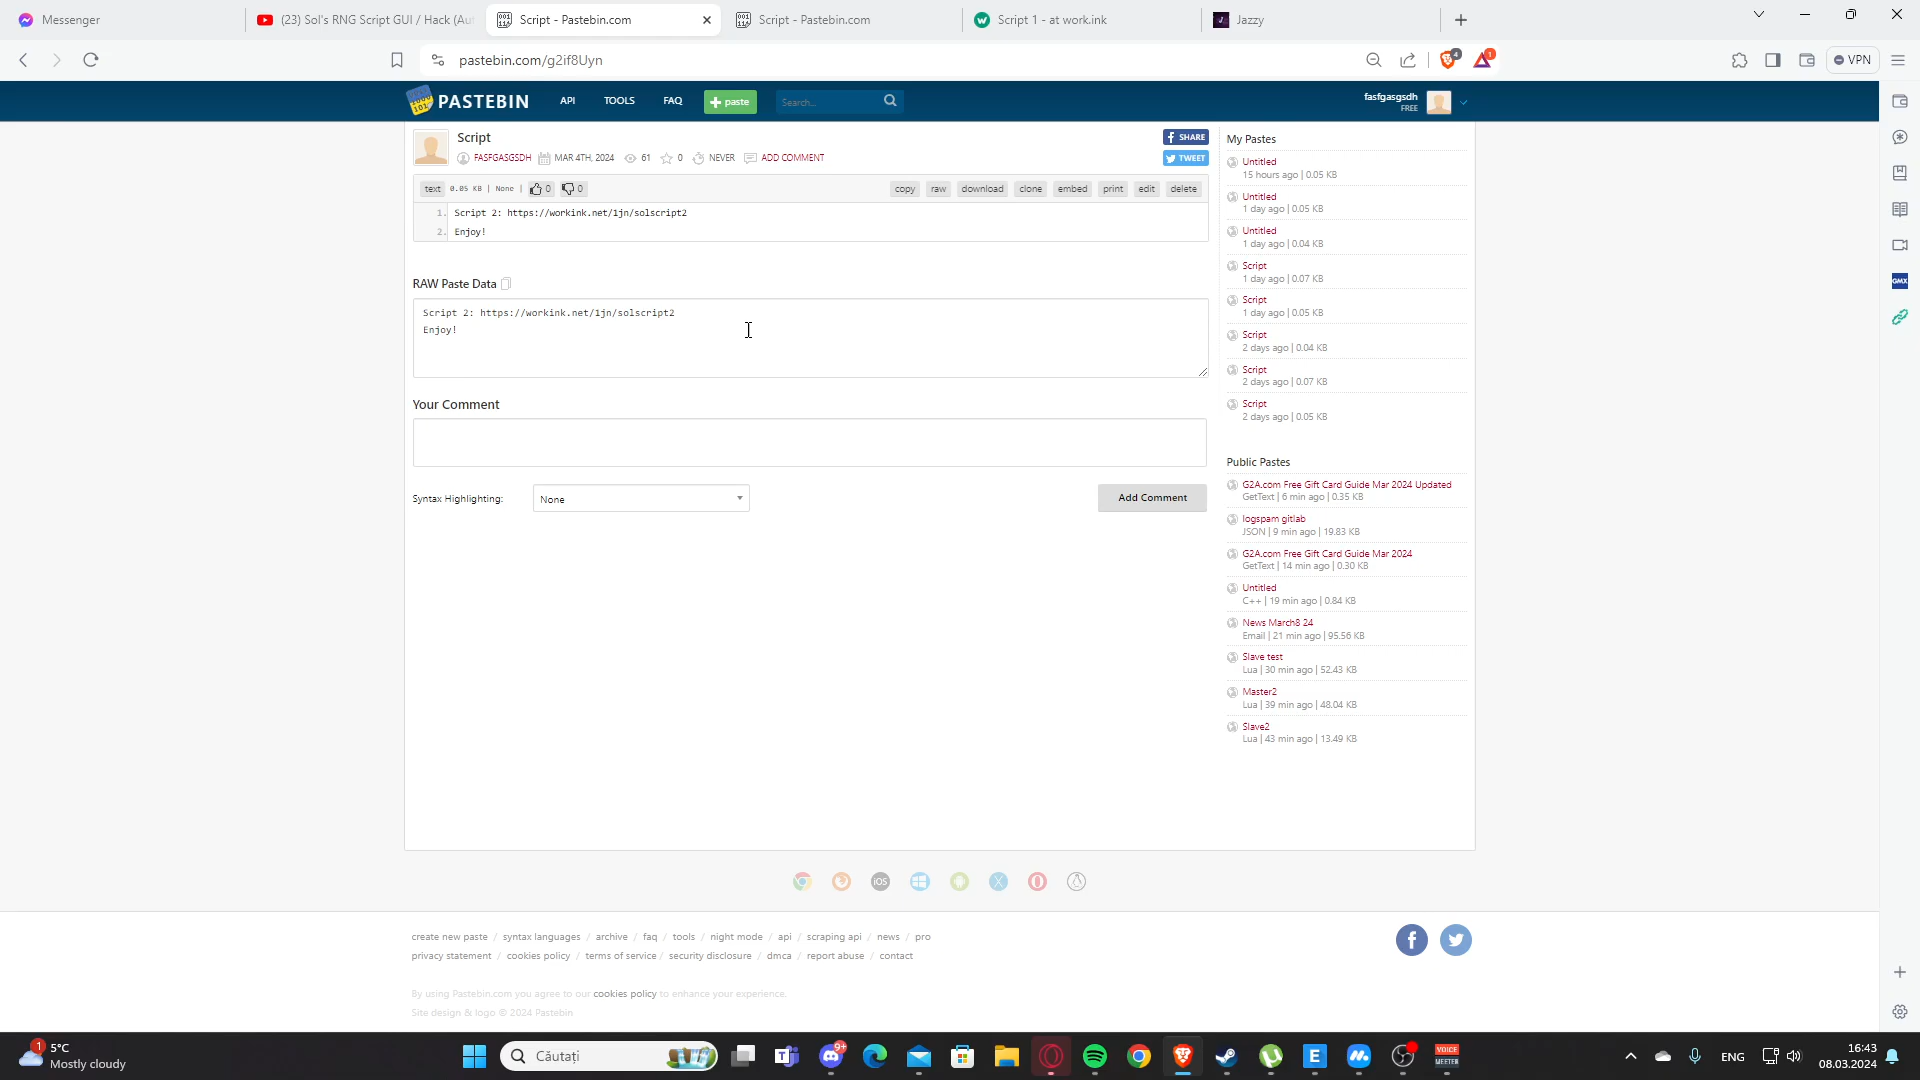 Messenger
(23) Sol's RNG Script GUI / Hack (Au
Script - Pastebin.com
Script - Pastebin.com
Script 1 - at work.ink
Jazzy
pastebin.com/g2if8Uyn
4
1
VPN
PASTEBIN
API
TOOLS
FAQ
paste
Search...
fasfgasgsdh
FREE
Script
FASFGASGSDH
MAR 4TH, 2024
61
0
NEVER
ADD COMMENT
SHARE
TWEET
text 0.05 KB | None | 0 0
copy
raw
download
clone
embed
print
edit
delete
1. Script 2: https://workink.net/1jn/solscript2
2. Enjoy!
RAW Paste Data
Script 2: https://workink.net/1jn/solscript2
Enjoy!
Your Comment
Syntax Highlighting:
None
Add Comment
My Pastes
Untitled
15 hours ago | 0.05 KB
Untitled
1 day ago | 0.05 KB
Untitled
1 day ago | 0.04 KB
Script
1 day ago | 0.07 KB
Script
1 day ago | 0.05 KB
Script
2 days ago | 0.04 KB
Script
2 days ago | 0.07 KB
Script
2 days ago | 0.05 KB
Public Pastes
G2A.com Free Gift Card Guide Mar 2024 Updated
GetText | 6 min ago | 0.35 KB
logspam gitlab
JSON | 9 min ago | 19.83 KB
G2A.com Free Gift Card Guide Mar 2024
GetText | 14 min ago | 0.30 KB
Untitled
C++ | 19 min ago | 0.84 KB
News March8 24
Email | 21 min ago | 95.56 KB
Slave test
Lua | 30 min ago | 52.43 KB
Master2
Lua | 39 min ago | 48.04 KB
Slave2
Lua | 43 min ago | 13.49 KB
GMX
iOS
create new paste / syntax languages / archive / faq / tools / night mode / api / scraping api / news / pro
privacy statement / cookies policy / terms of service / security disclosure / dmca / report abuse / contact
By using Pastebin.com you agree to our cookies policy to enhance your experience.
Site design & logo © 2024 Pastebin
1
5°C
Mostly cloudy
Căutați
9+
VOICE
MEETER
ENG
16:43
08.03.2024